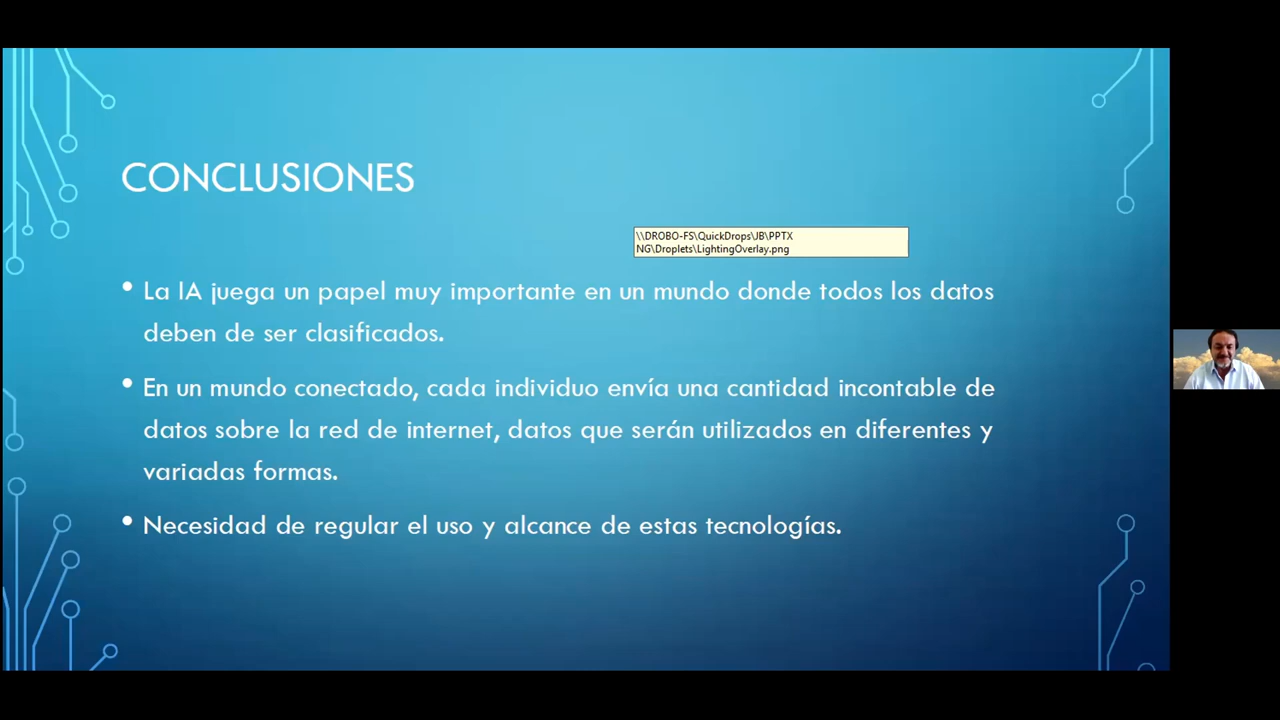 CONCLUSIONES
\\DROBO-FS\QuickDrops\JB\PPTX
NG\Droplets\LightingOverlay.png
• La IA juega un papel muy importante en un mundo donde todos los datos
deben de ser clasificados.
• En un mundo conectado, cada individuo envía una cantidad incontable de
datos sobre la red de internet, datos que serán utilizados en diferentes y
variadas formas.
• Necesidad de regular el uso y alcance de estas tecnologías.